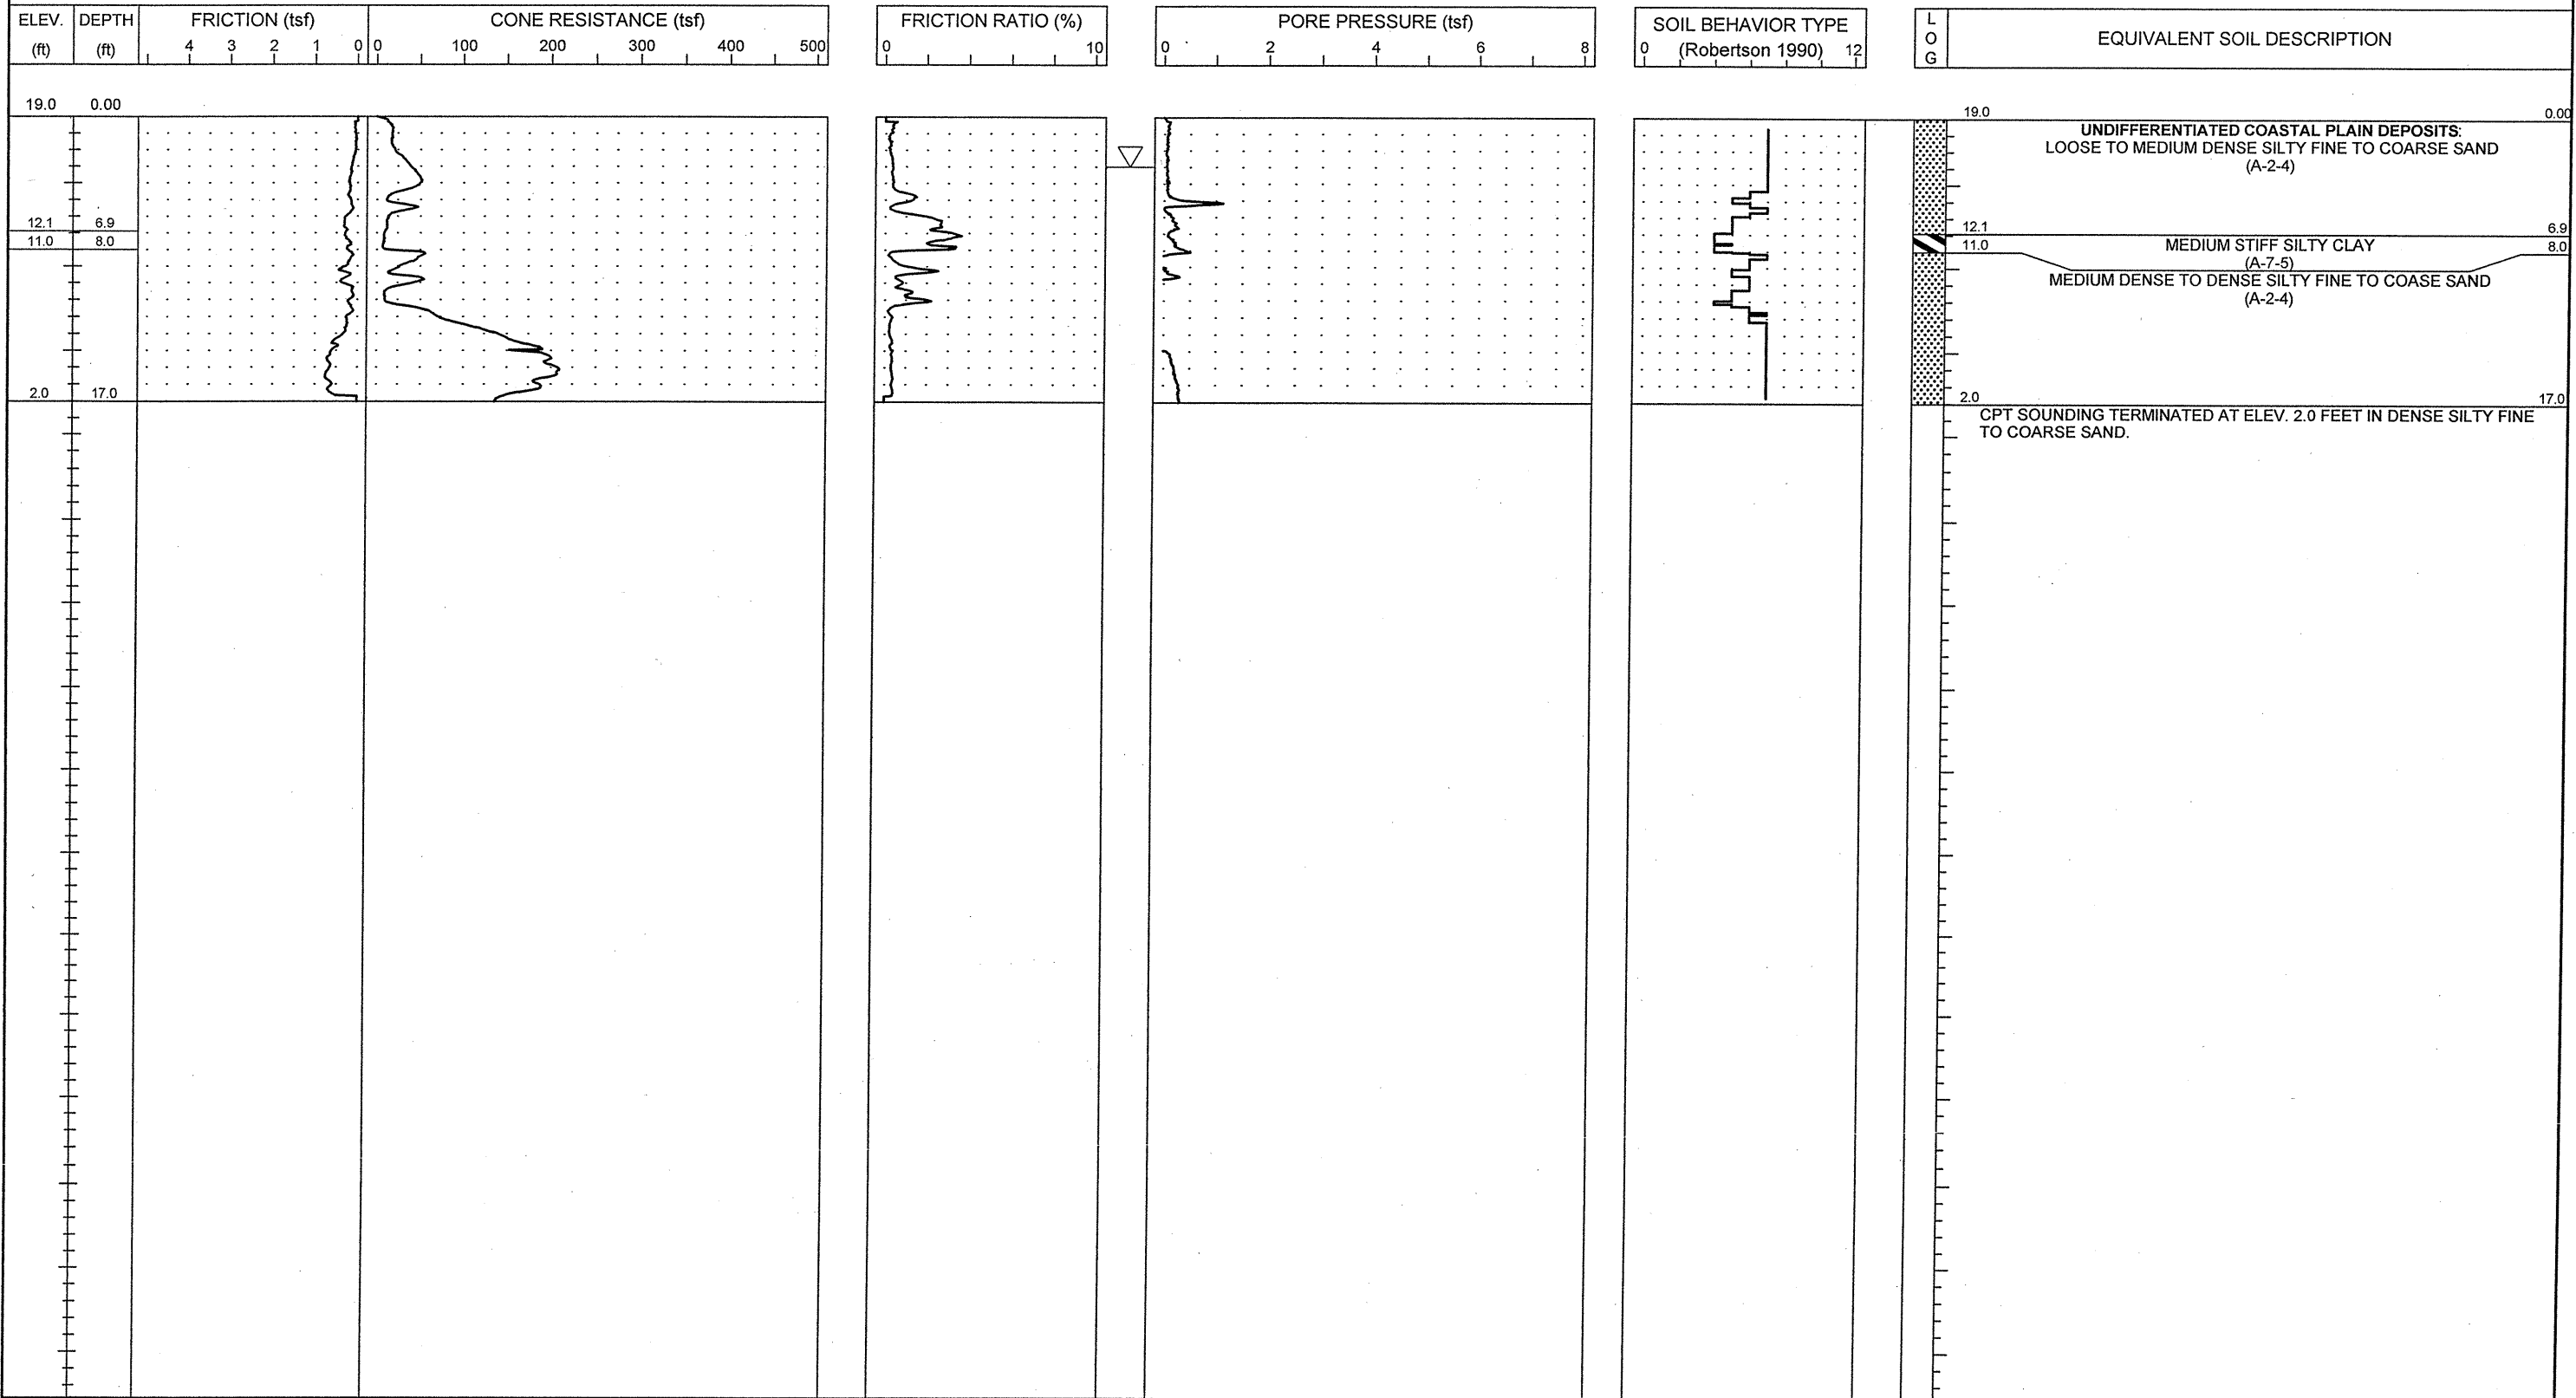 ELEV. DEPTH FRICTION (tsf) CONE RESISTANCE (tsf) FRICTION RATIO (%) PORE PRESSURE (tsf) SOIL BEHAVIOR TYPE L O G EQUIVALENT SOIL DESCRIPTION
(ft) (ft) 4 3 2 1 0 0 100 200 300 400 500 0 10 0 2 4 6 8 0 (Robertson 1990) 12
19.0 0.00
19.0 0.00
UNDIFFERENTIATED COASTAL PLAIN DEPOSITS:
LOOSE TO MEDIUM DENSE SILTY FINE TO COARSE SAND
(A-2-4)
12.1 6.9
12.1 6.9
11.0 8.0
11.0 MEDIUM STIFF SILTY CLAY 8.0
(A-7-5)
MEDIUM DENSE TO DENSE SILTY FINE TO COASE SAND
(A-2-4)
2.0 17.0
2.0 17.0
CPT SOUNDING TERMINATED AT ELEV. 2.0 FEET IN DENSE SILTY FINE
TO COARSE SAND.